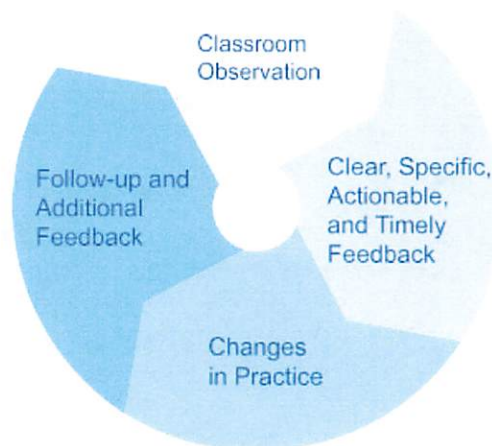 Classroom
Observation
Clear, Specific,
Actionable,
and Timely
Feedback
Changes
in Practice
Follow-up and
Additional
Feedback